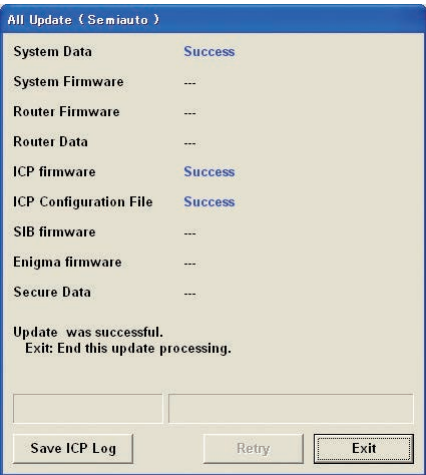 All Update ( Semiauto )
System Data Success
System Firmware ---
Router Firmware ---
Router Data ---
ICP firmware Success
ICP Configuration File Success
SIB firmware ---
Enigma firmware ---
Secure Data ---
Update was successful.
Exit: End this update processing.
Save ICP Log Retry Exit